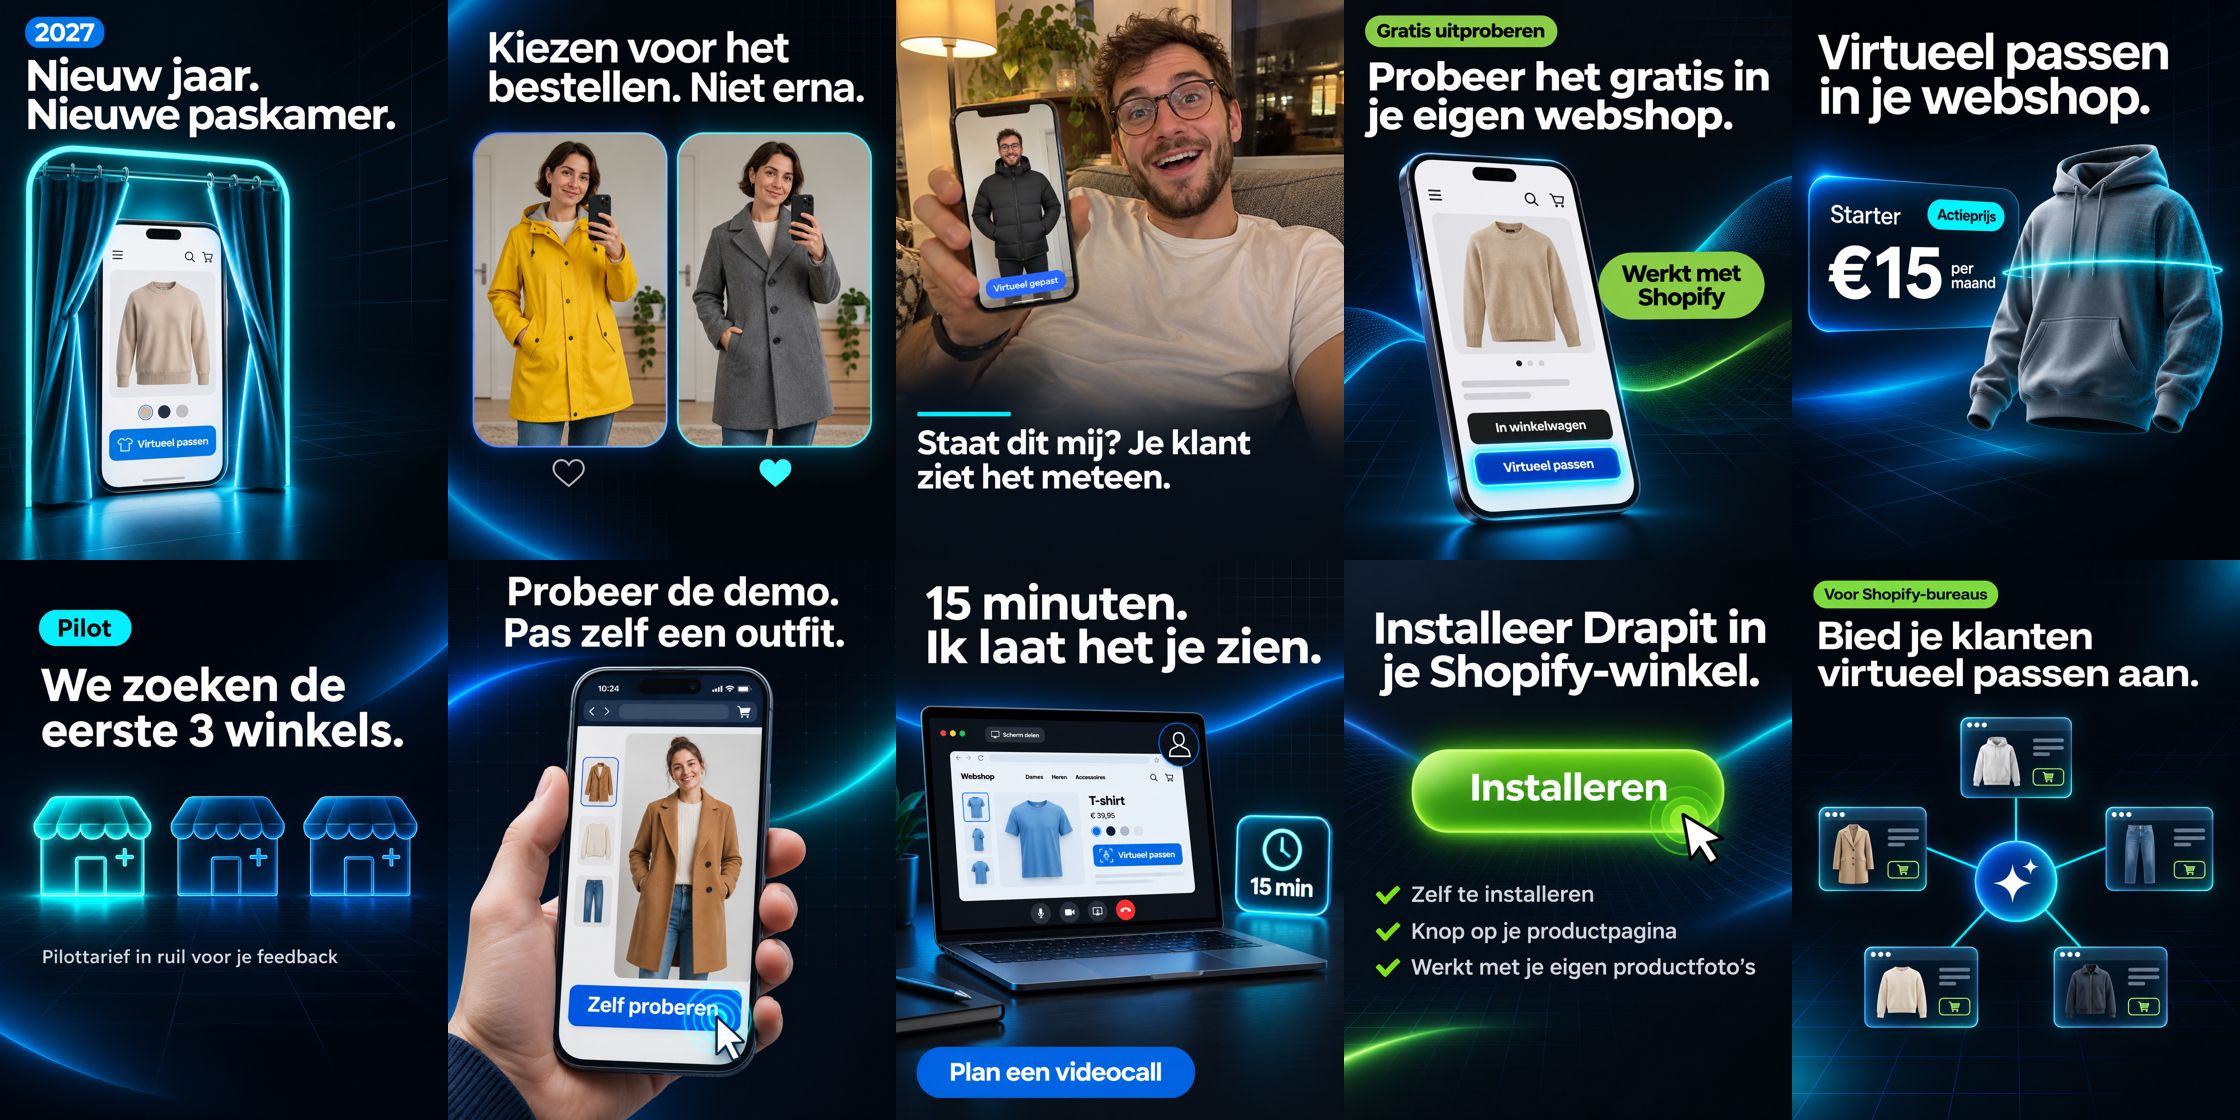 2027
Nieuw jaar.
Nieuwe paskamer.
Virtueel passen
Kiezen voor het
bestellen. Niet erna.
Virtueel gepast
Staat dit mij? Je klant
ziet het meteen.
Gratis uitproberen
Probeer het gratis in
je eigen webshop.
Werkt met
Shopify
In winkelwagen
Virtueel passen
Virtueel passen
in je webshop.
Starter
Actieprijs
€15 per
maand
Pilot
We zoeken de
eerste 3 winkels.
Pilottarief in ruil voor je feedback
Probeer de demo.
Pas zelf een outfit.
10:24
Zelf proberen
15 minuten.
Ik laat het je zien.
Scherm delen
Webshop Dames Heren Accessoires
T-shirt
€ 39,95
Virtueel passen
15 min
Plan een videocall
Installeer Drapit in
je Shopify-winkel.
Installeren
Zelf te installeren
Knop op je productpagina
Werkt met je eigen productfoto's
Voor Shopify-bureaus
Bied je klanten
virtueel passen aan.